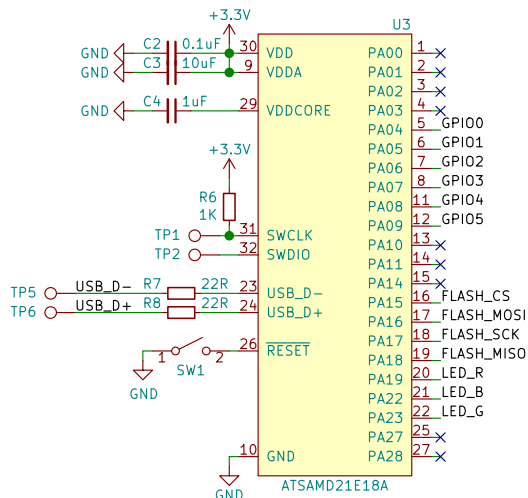 +3.3V
U3
GND C2 0.1uF 30 VDD PA00 1
GND C3 10uF 9 VDDA PA01 2
PA02 3
GND C4 1uF 29 VDDCORE PA03 4
PA04 5 GPIO0
PA05 6 GPIO1
+3.3V
PA06 7 GPIO2
PA07 8 GPIO3
R6 1K
PA08 11 GPIO4
PA09 12 GPIO5
TP1 31 SWCLK PA10 13
TP2 32 SWDIO PA11 14
PA14 15
TP5 USB_D- R7 22R 23 USB_D- PA15 16 FLASH_CS
TP6 USB_D+ R8 22R 24 USB_D+ PA16 17 FLASH_MOSI
PA17 18 FLASH_SCK
1 SW1 2 26 RESET PA18 19 FLASH_MISO
GND
PA19 20 LED_R
PA22 21 LED_B
PA23 22 LED_G
PA27 25
10 GND PA28 27
GND
ATSAMD21E18A